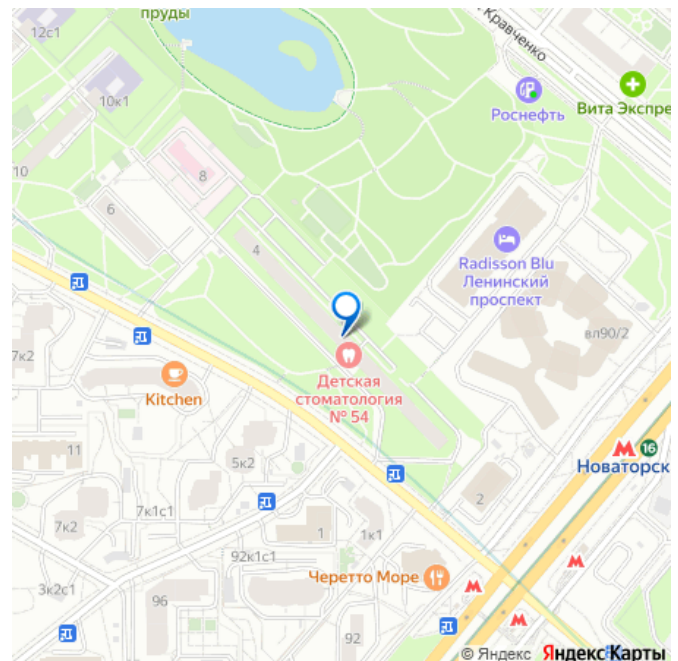 пруды
Кравченко
12с1
10к1
Роснефть
Вита Экспре
10
8
6
4
Radisson Blu
Ленинский
проспект
вл90/2
7к2
Kitchen
Детская
стоматология
№ 54
16
Новаторск
11
5к2
2
7к1с1
7к2
1
1к1
92к1с1
Черетто Море
3к2с1
96
92
© Яндекс Яндекс Карты